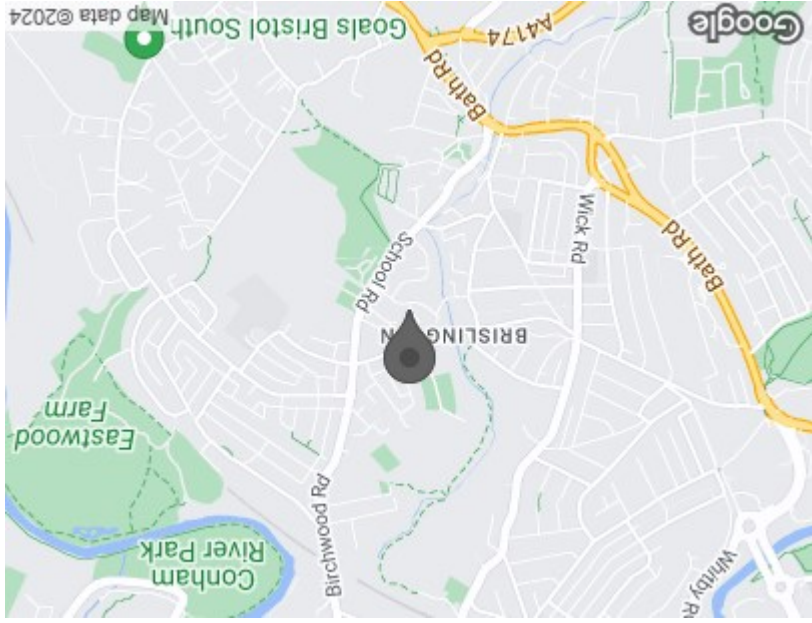 Whitby R
Conham
River Park
Birchwood Rd
Eastwood
Farm
BRISLINGT
N
School Rd
Bath Rd
Wick Rd
Bath Rd
A4174
Goals Bristol South
Google
Map data ©2024